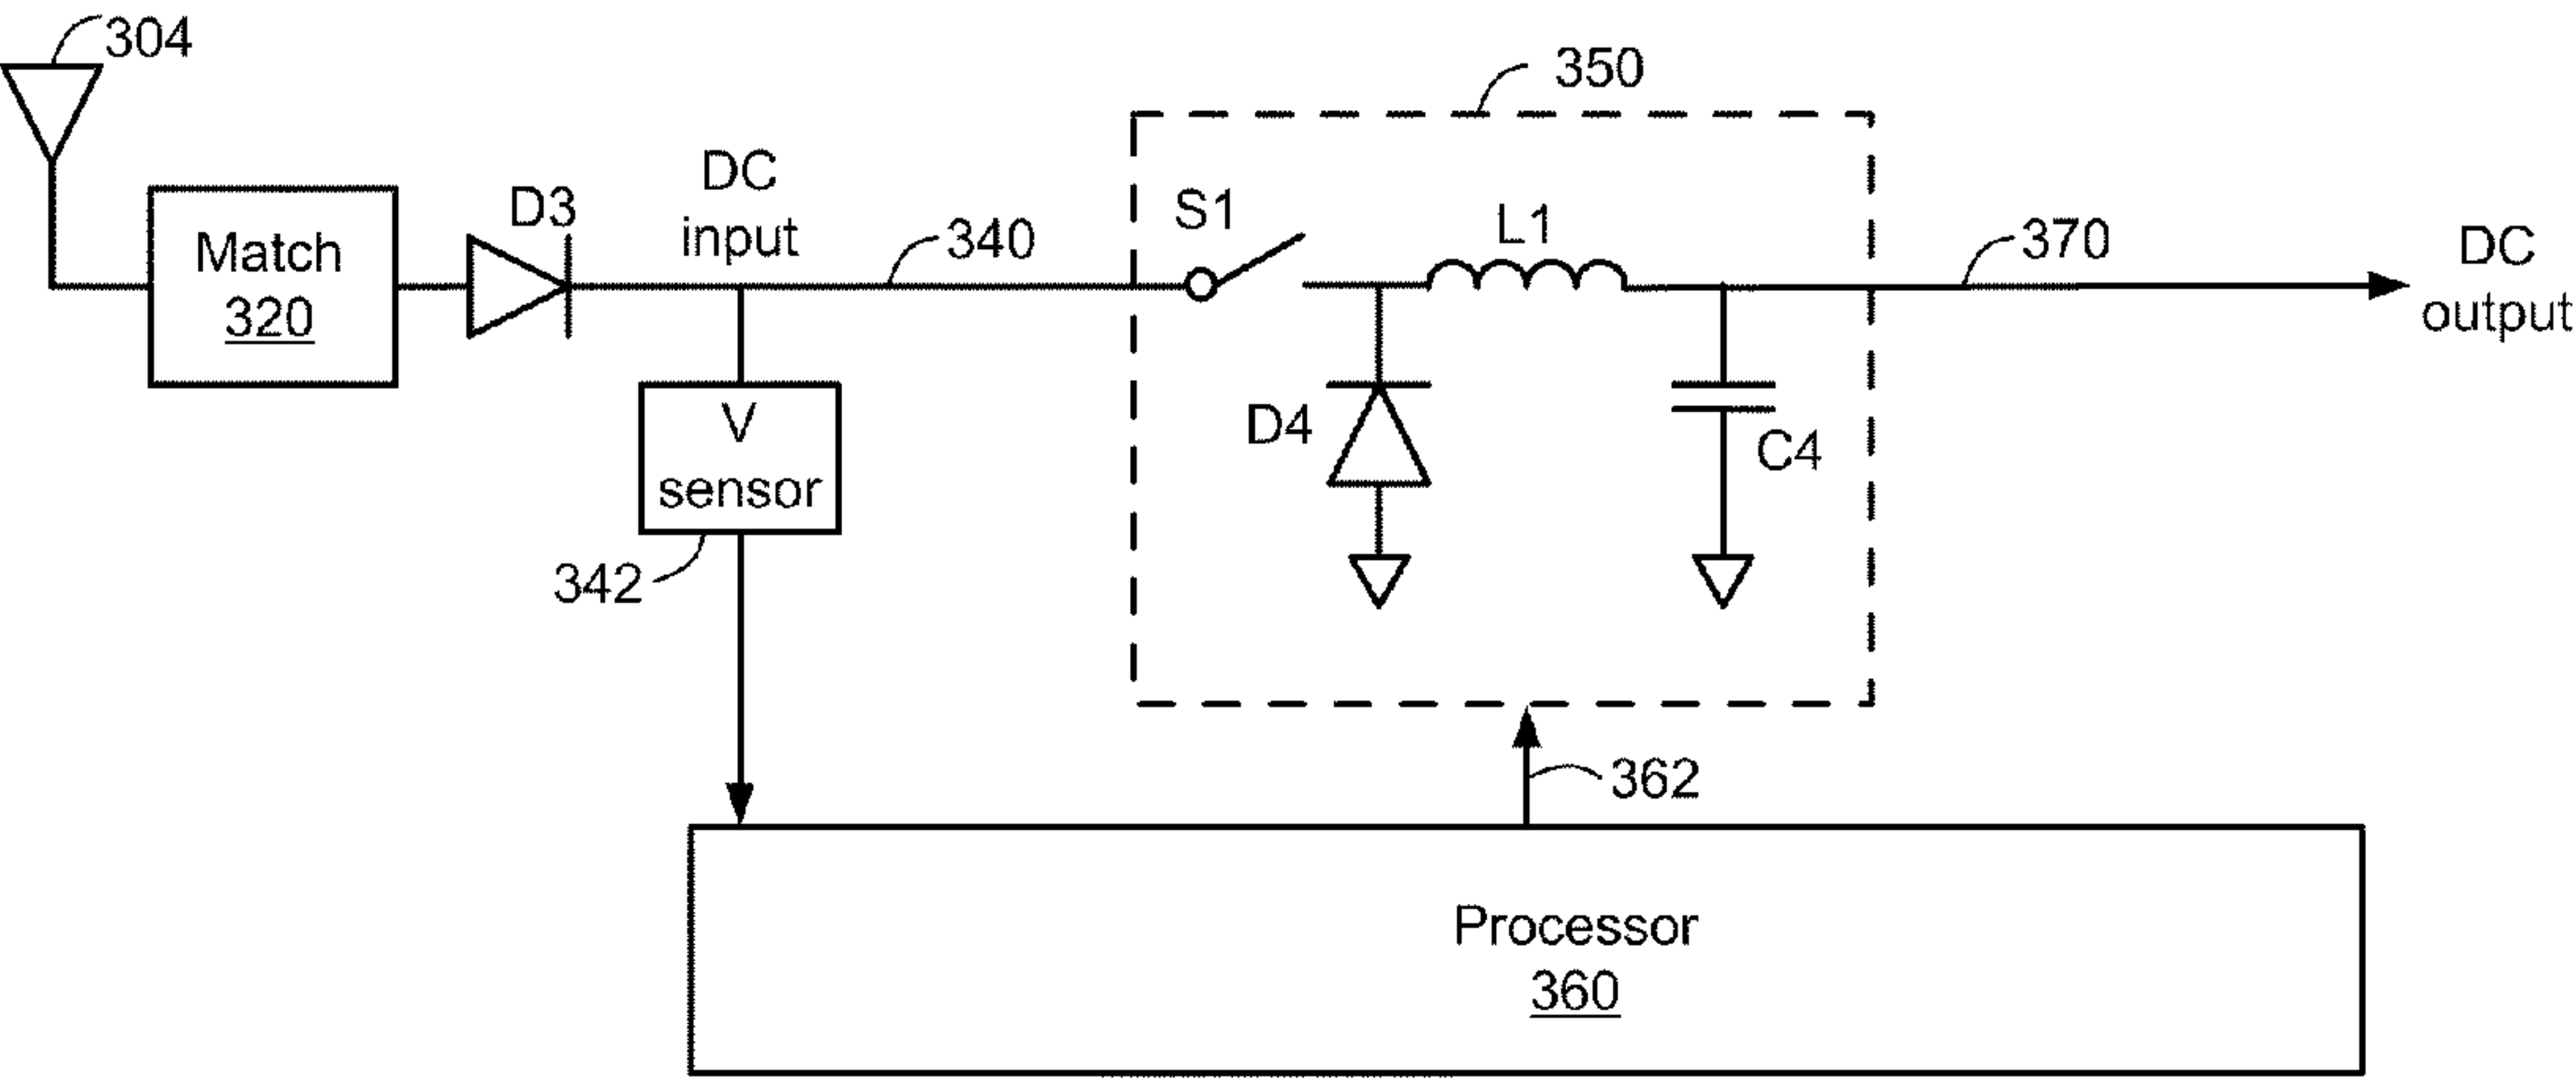 304
350
DC
input
D3
S1
L1
340
370
DC
output
Match
320
V
sensor
D4
C4
342
362
Processor
360